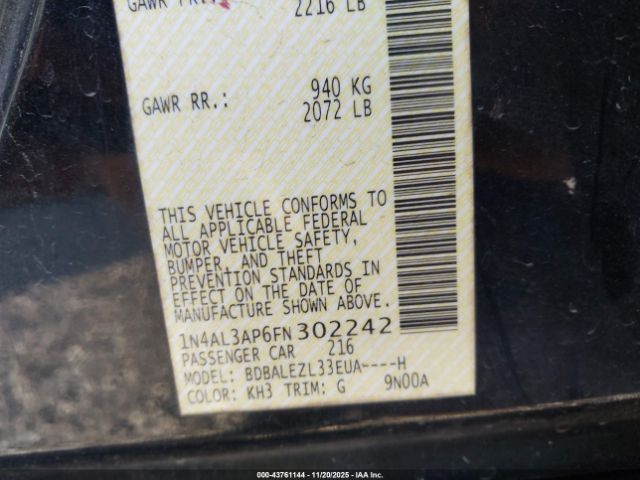 GAWR FR.:
2216 LB
GAWR RR.: 940 KG
2072 LB
THIS VEHICLE CONFORMS TO
ALL APPLICABLE FEDERAL
MOTOR VEHICLE SAFETY,
BUMPER, AND THEFT
PREVENTION STANDARDS IN
EFFECT ON THE DATE OF
MANUFACTURE SHOWN ABOVE.
1N4AL3AP6FN302242
PASSENGER CAR 216
MODEL: BDBALEZL33EUA----H
COLOR: KH3 TRIM: G 9N00A
000-43761144 - 11/20/2025 - IAA Inc.